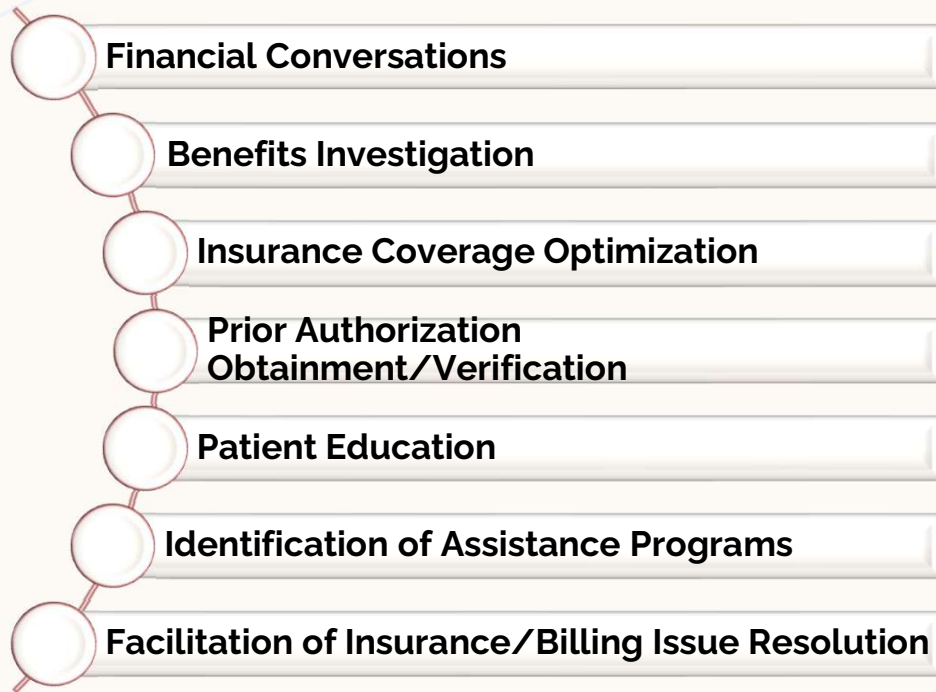 Financial Conversations
Benefits Investigation
Insurance Coverage Optimization
Prior Authorization
Obtainment/Verification
Patient Education
Identification of Assistance Programs
Facilitation of Insurance/Billing Issue Resolution